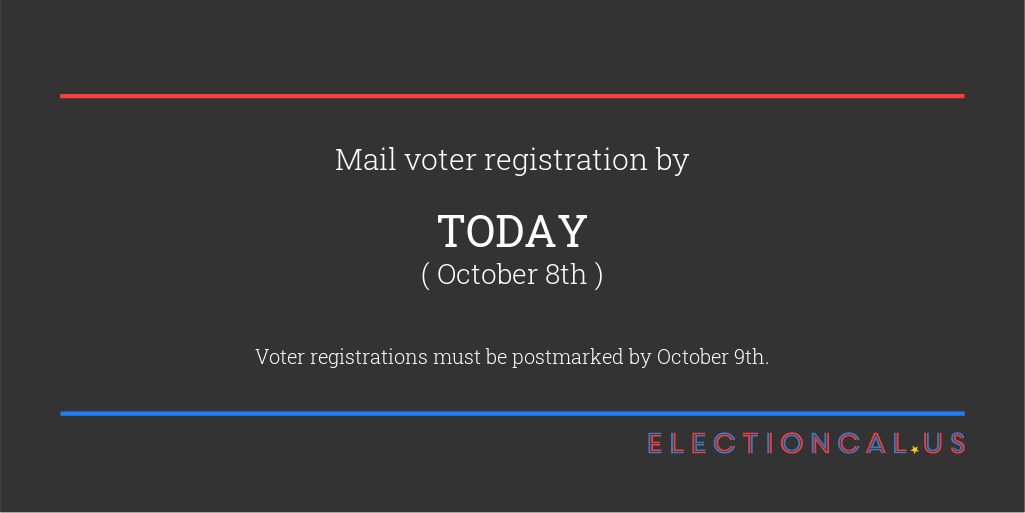 Mail voter registration by
TODAY
( October 8th )
Voter registrations must be postmarked by October 9th.
ELECTIONCAL.US